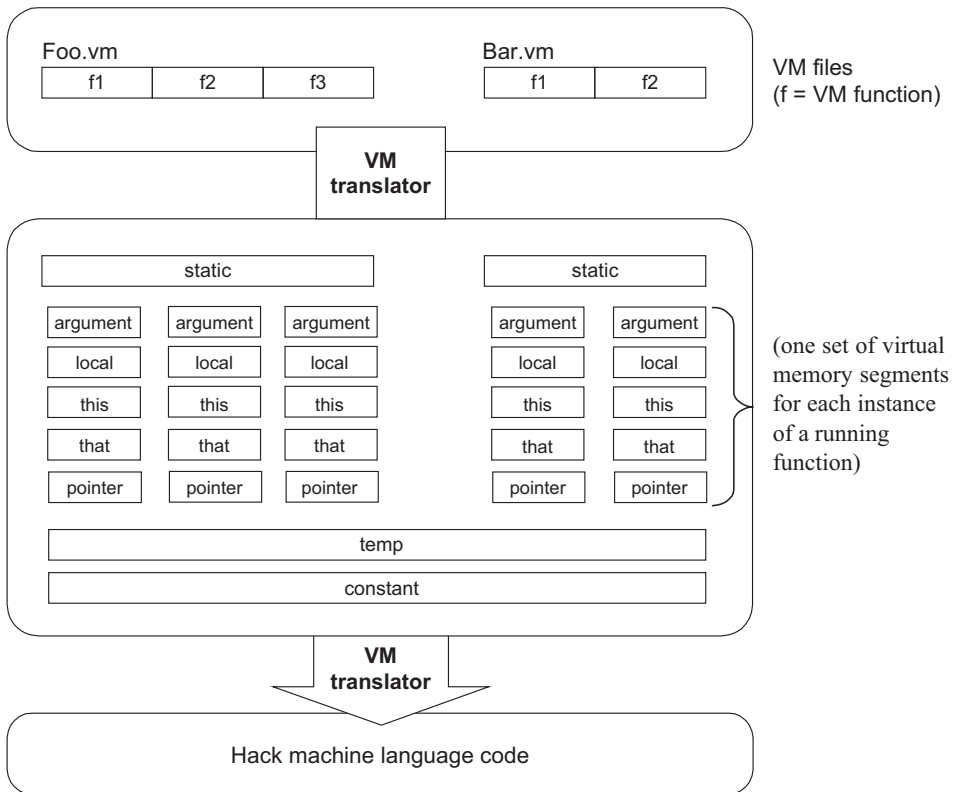 Foo.vm
f1 f2 f3
Bar.vm
f1 f2
VM files
(f = VM function)
VM
translator
static static
argument argument argument argument argument
local local local local local
this this this this this
that that that that that
pointer pointer pointer pointer pointer
(one set of virtual
memory segments
for each instance
of a running
function)
temp
constant
VM
translator
Hack machine language code